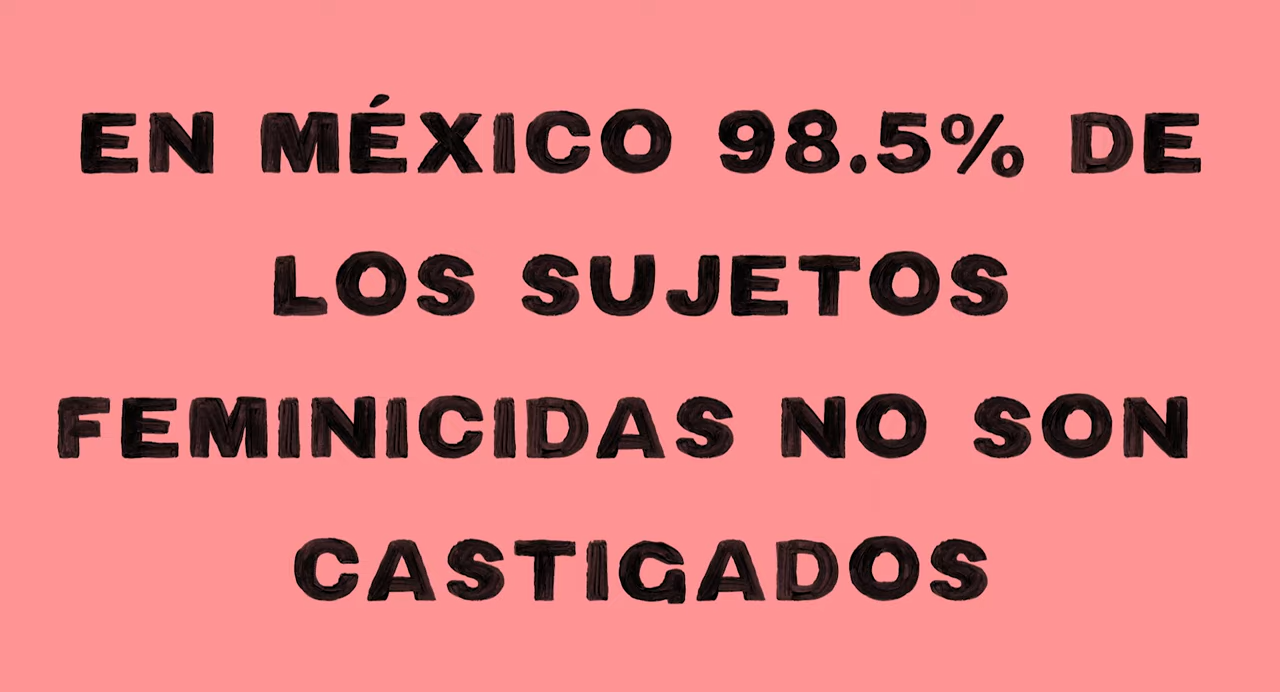 EN MÉXICO 98.5% DE
LOS SUJETOS
FEMINICIDAS NO SON
CASTIGADOS